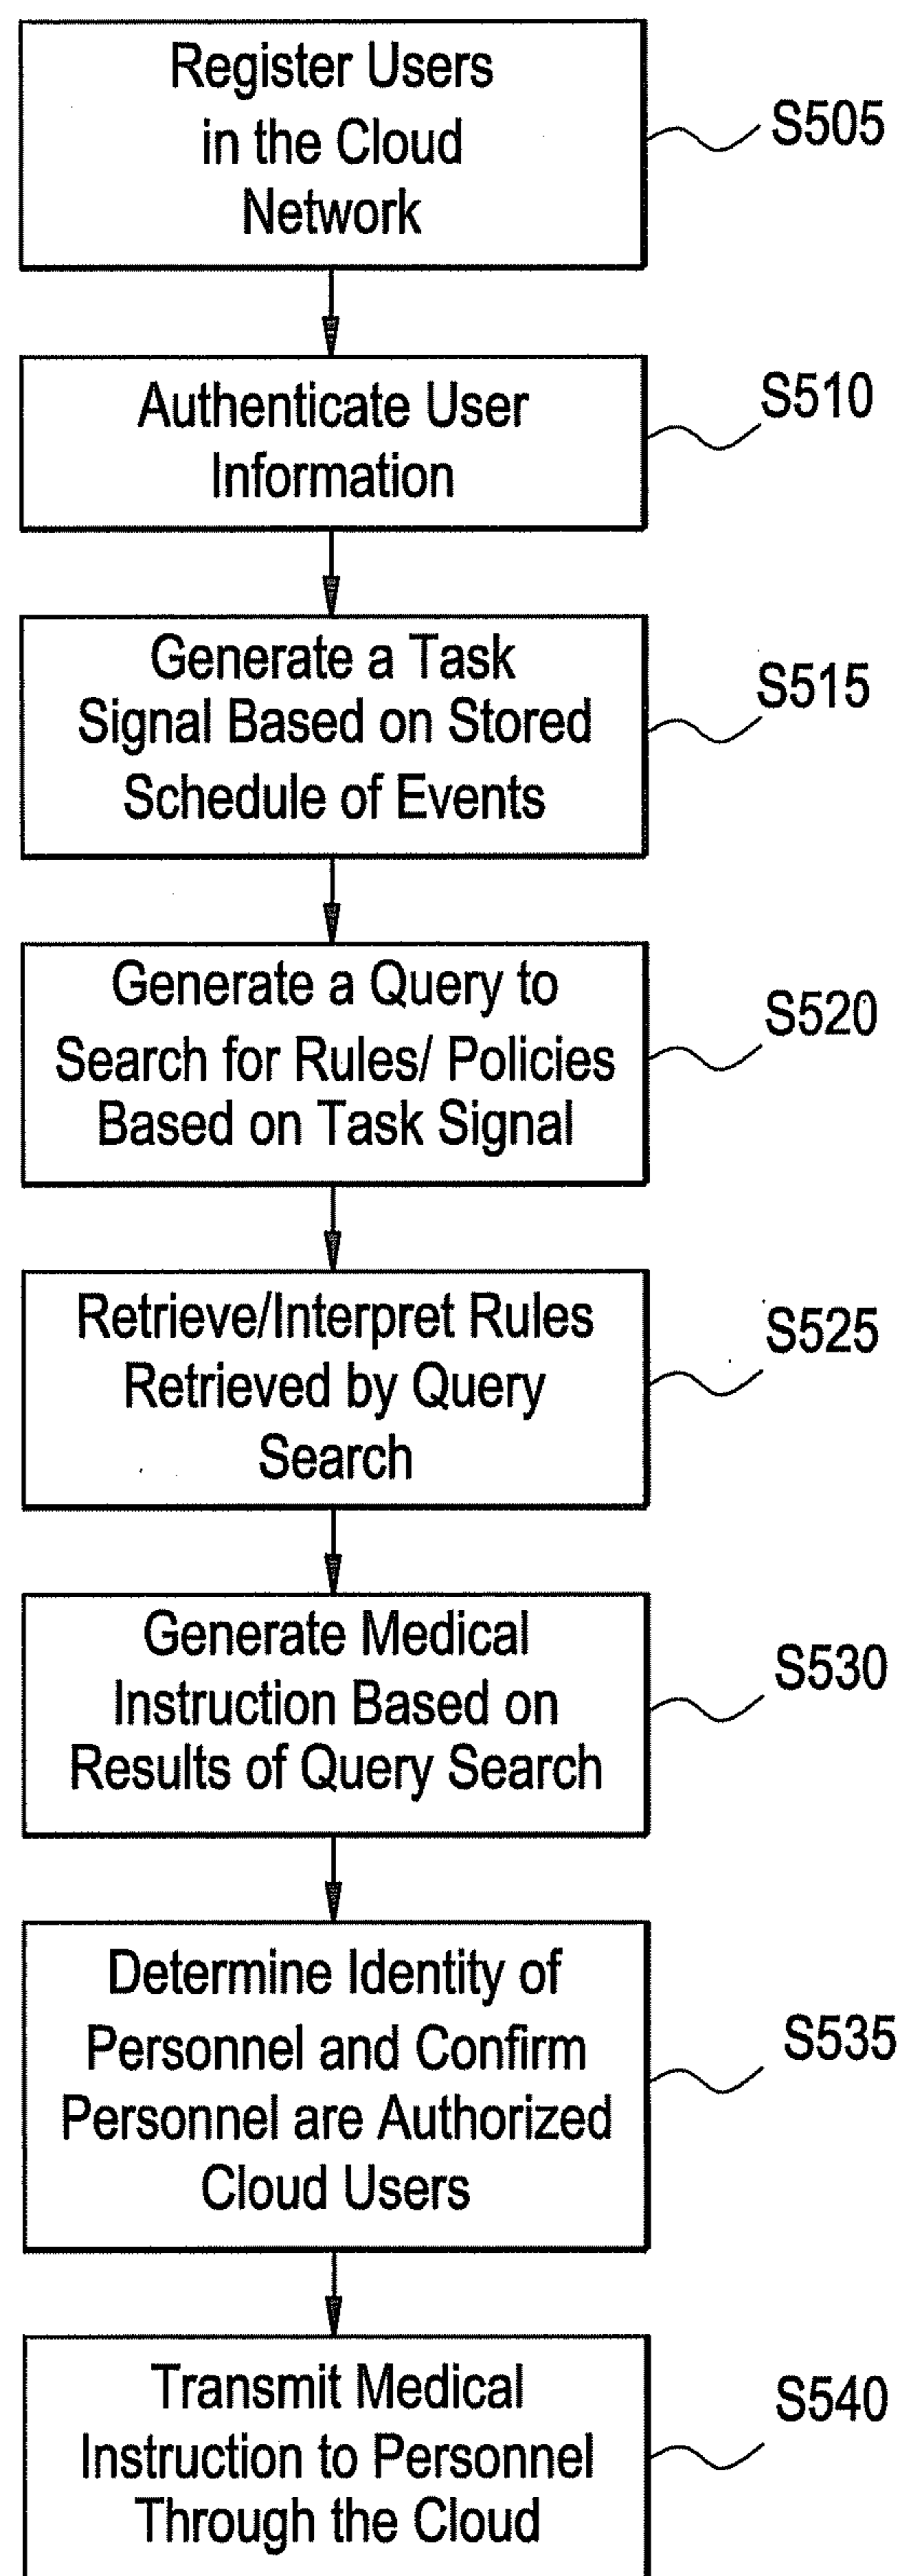 Register Users
in the Cloud
Network
S505
Authenticate User
Information
S510
Generate a Task
Signal Based on Stored
Schedule of Events
S515
Generate a Query to
Search for Rules/ Policies
Based on Task Signal
S520
Retrieve/Interpret Rules
Retrieved by Query
Search
S525
Generate Medical
Instruction Based on
Results of Query Search
S530
Determine Identity of
Personnel and Confirm
Personnel are Authorized
Cloud Users
S535
Transmit Medical
Instruction to Personnel
Through the Cloud
S540